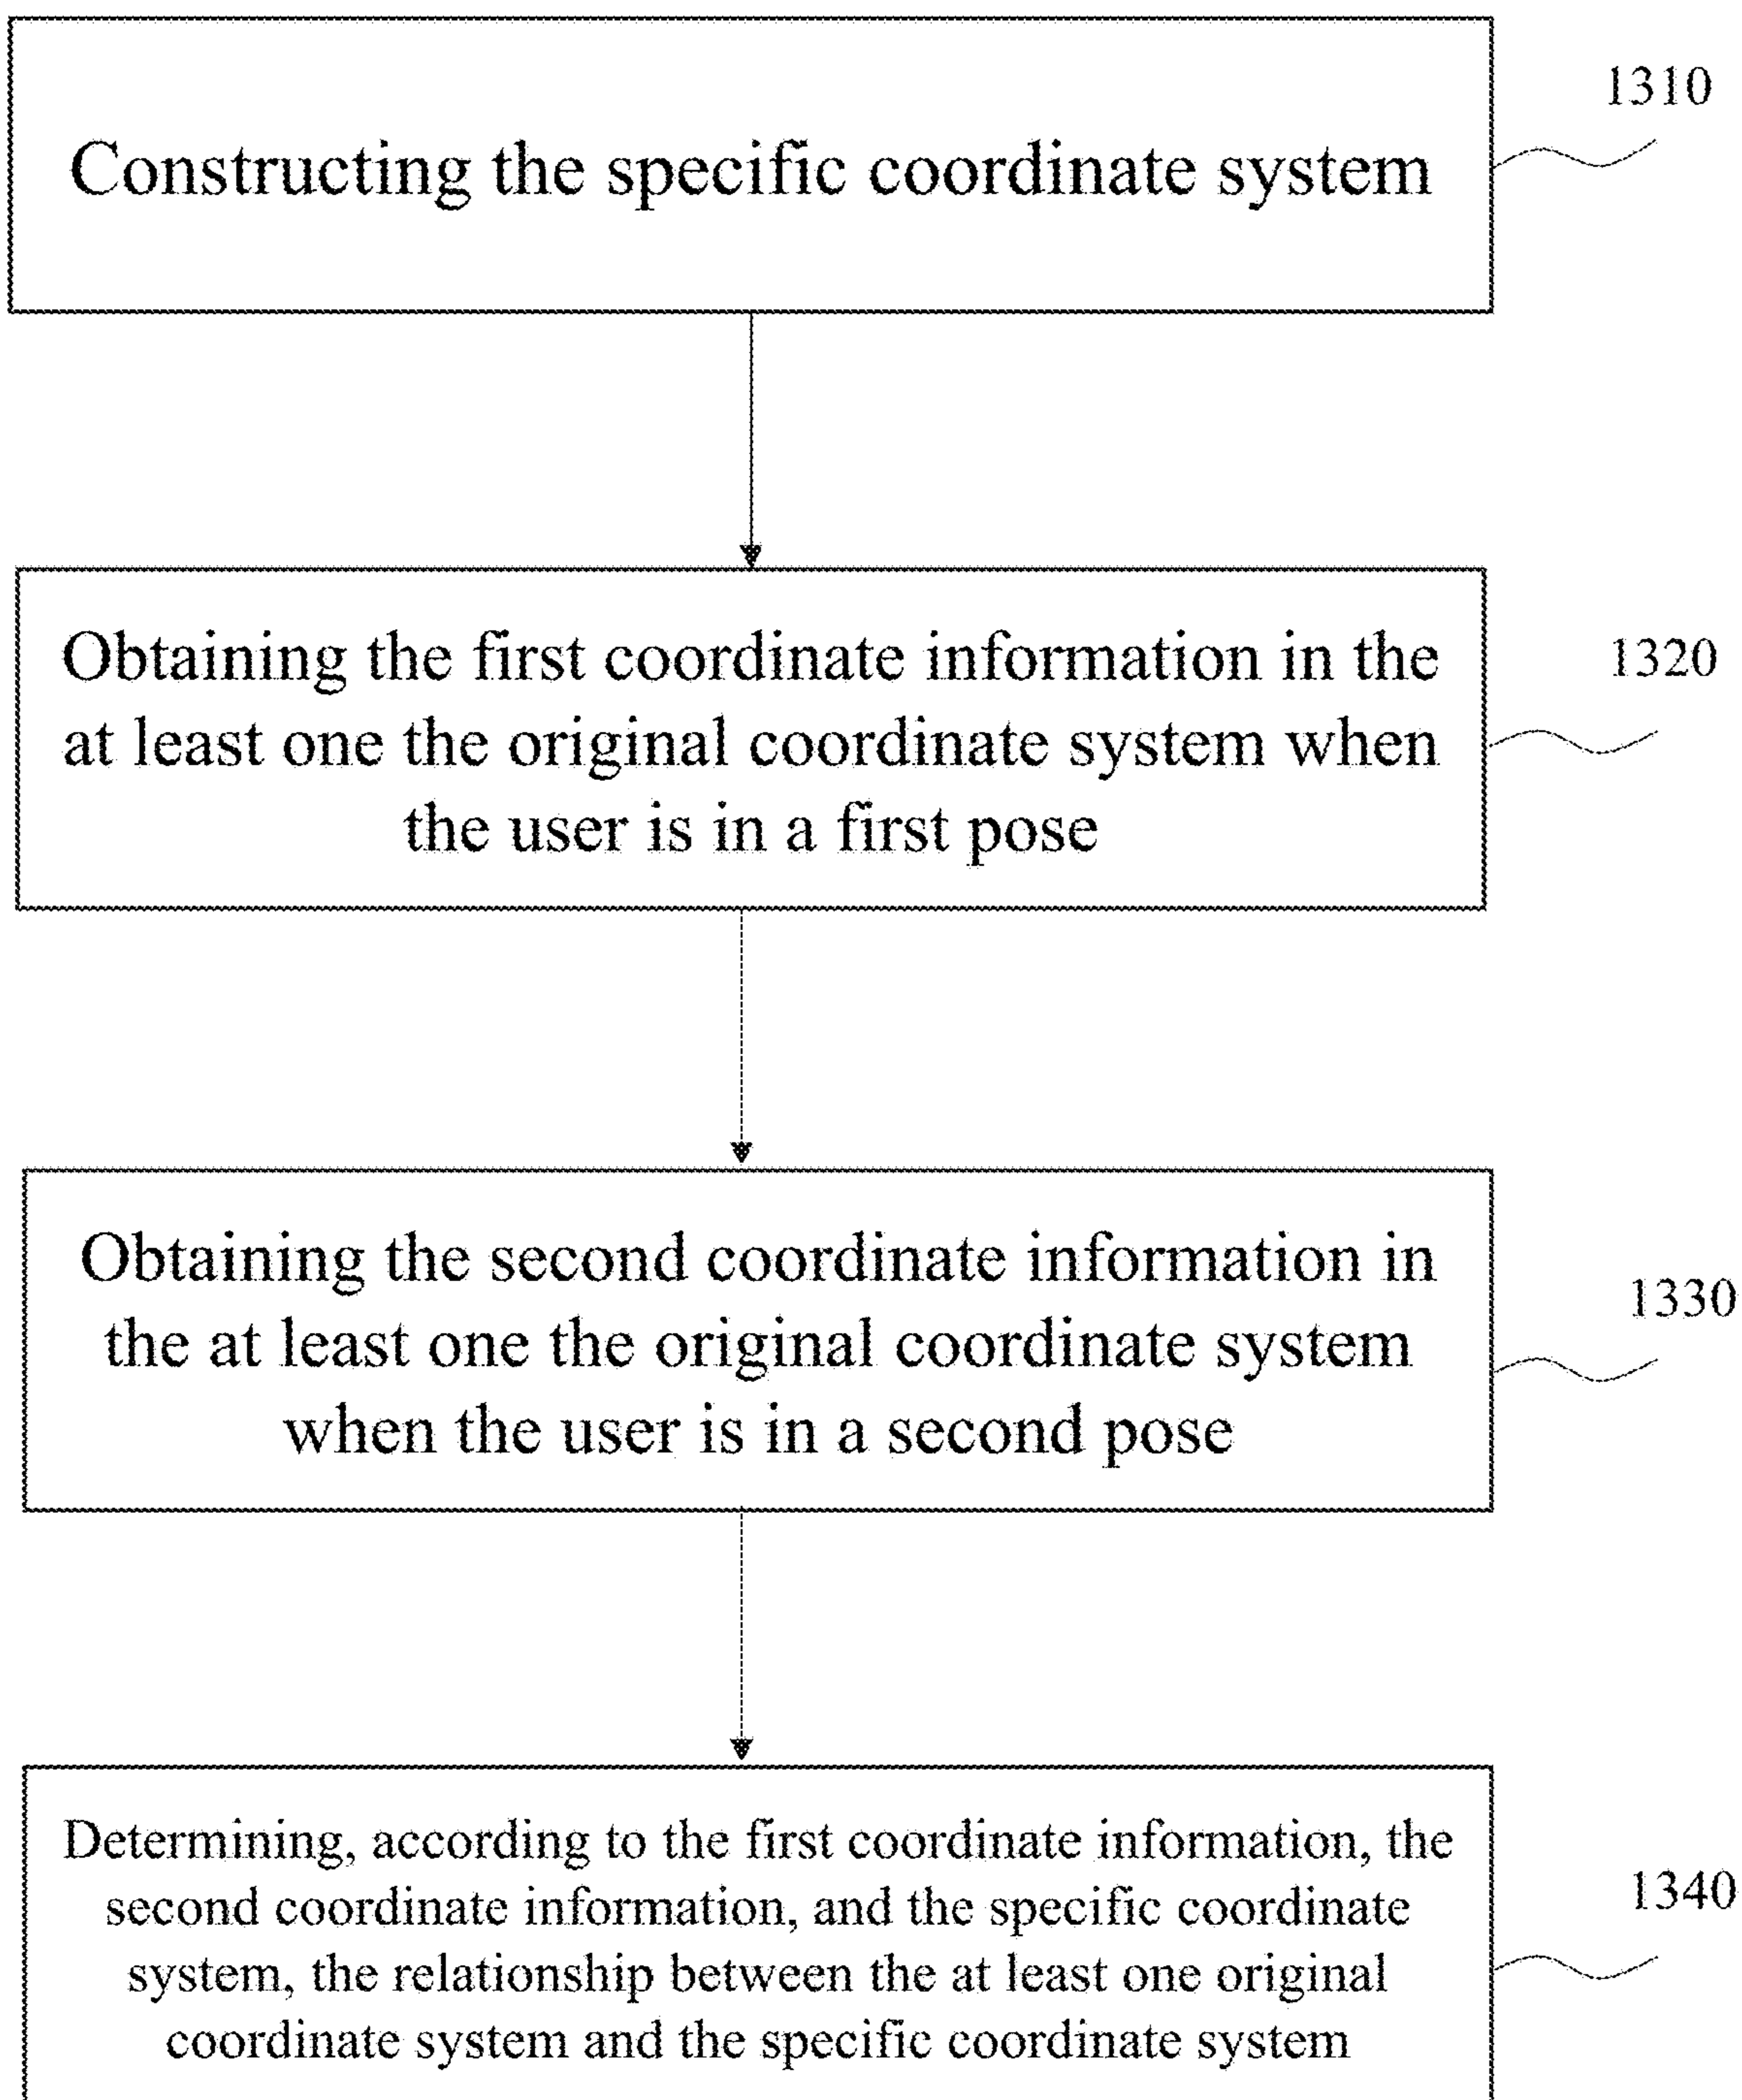 1310
Constructing the specific coordinate system
Obtaining the first coordinate information in the
at least one the original coordinate system when
the user is in a first pose
1320
Obtaining the second coordinate information in
the at least one the original coordinate system
when the user is in a second pose
1330
Determining, according to the first coordinate information, the
second coordinate information, and the specific coordinate
system, the relationship between the at least one original
coordinate system and the specific coordinate system
1340